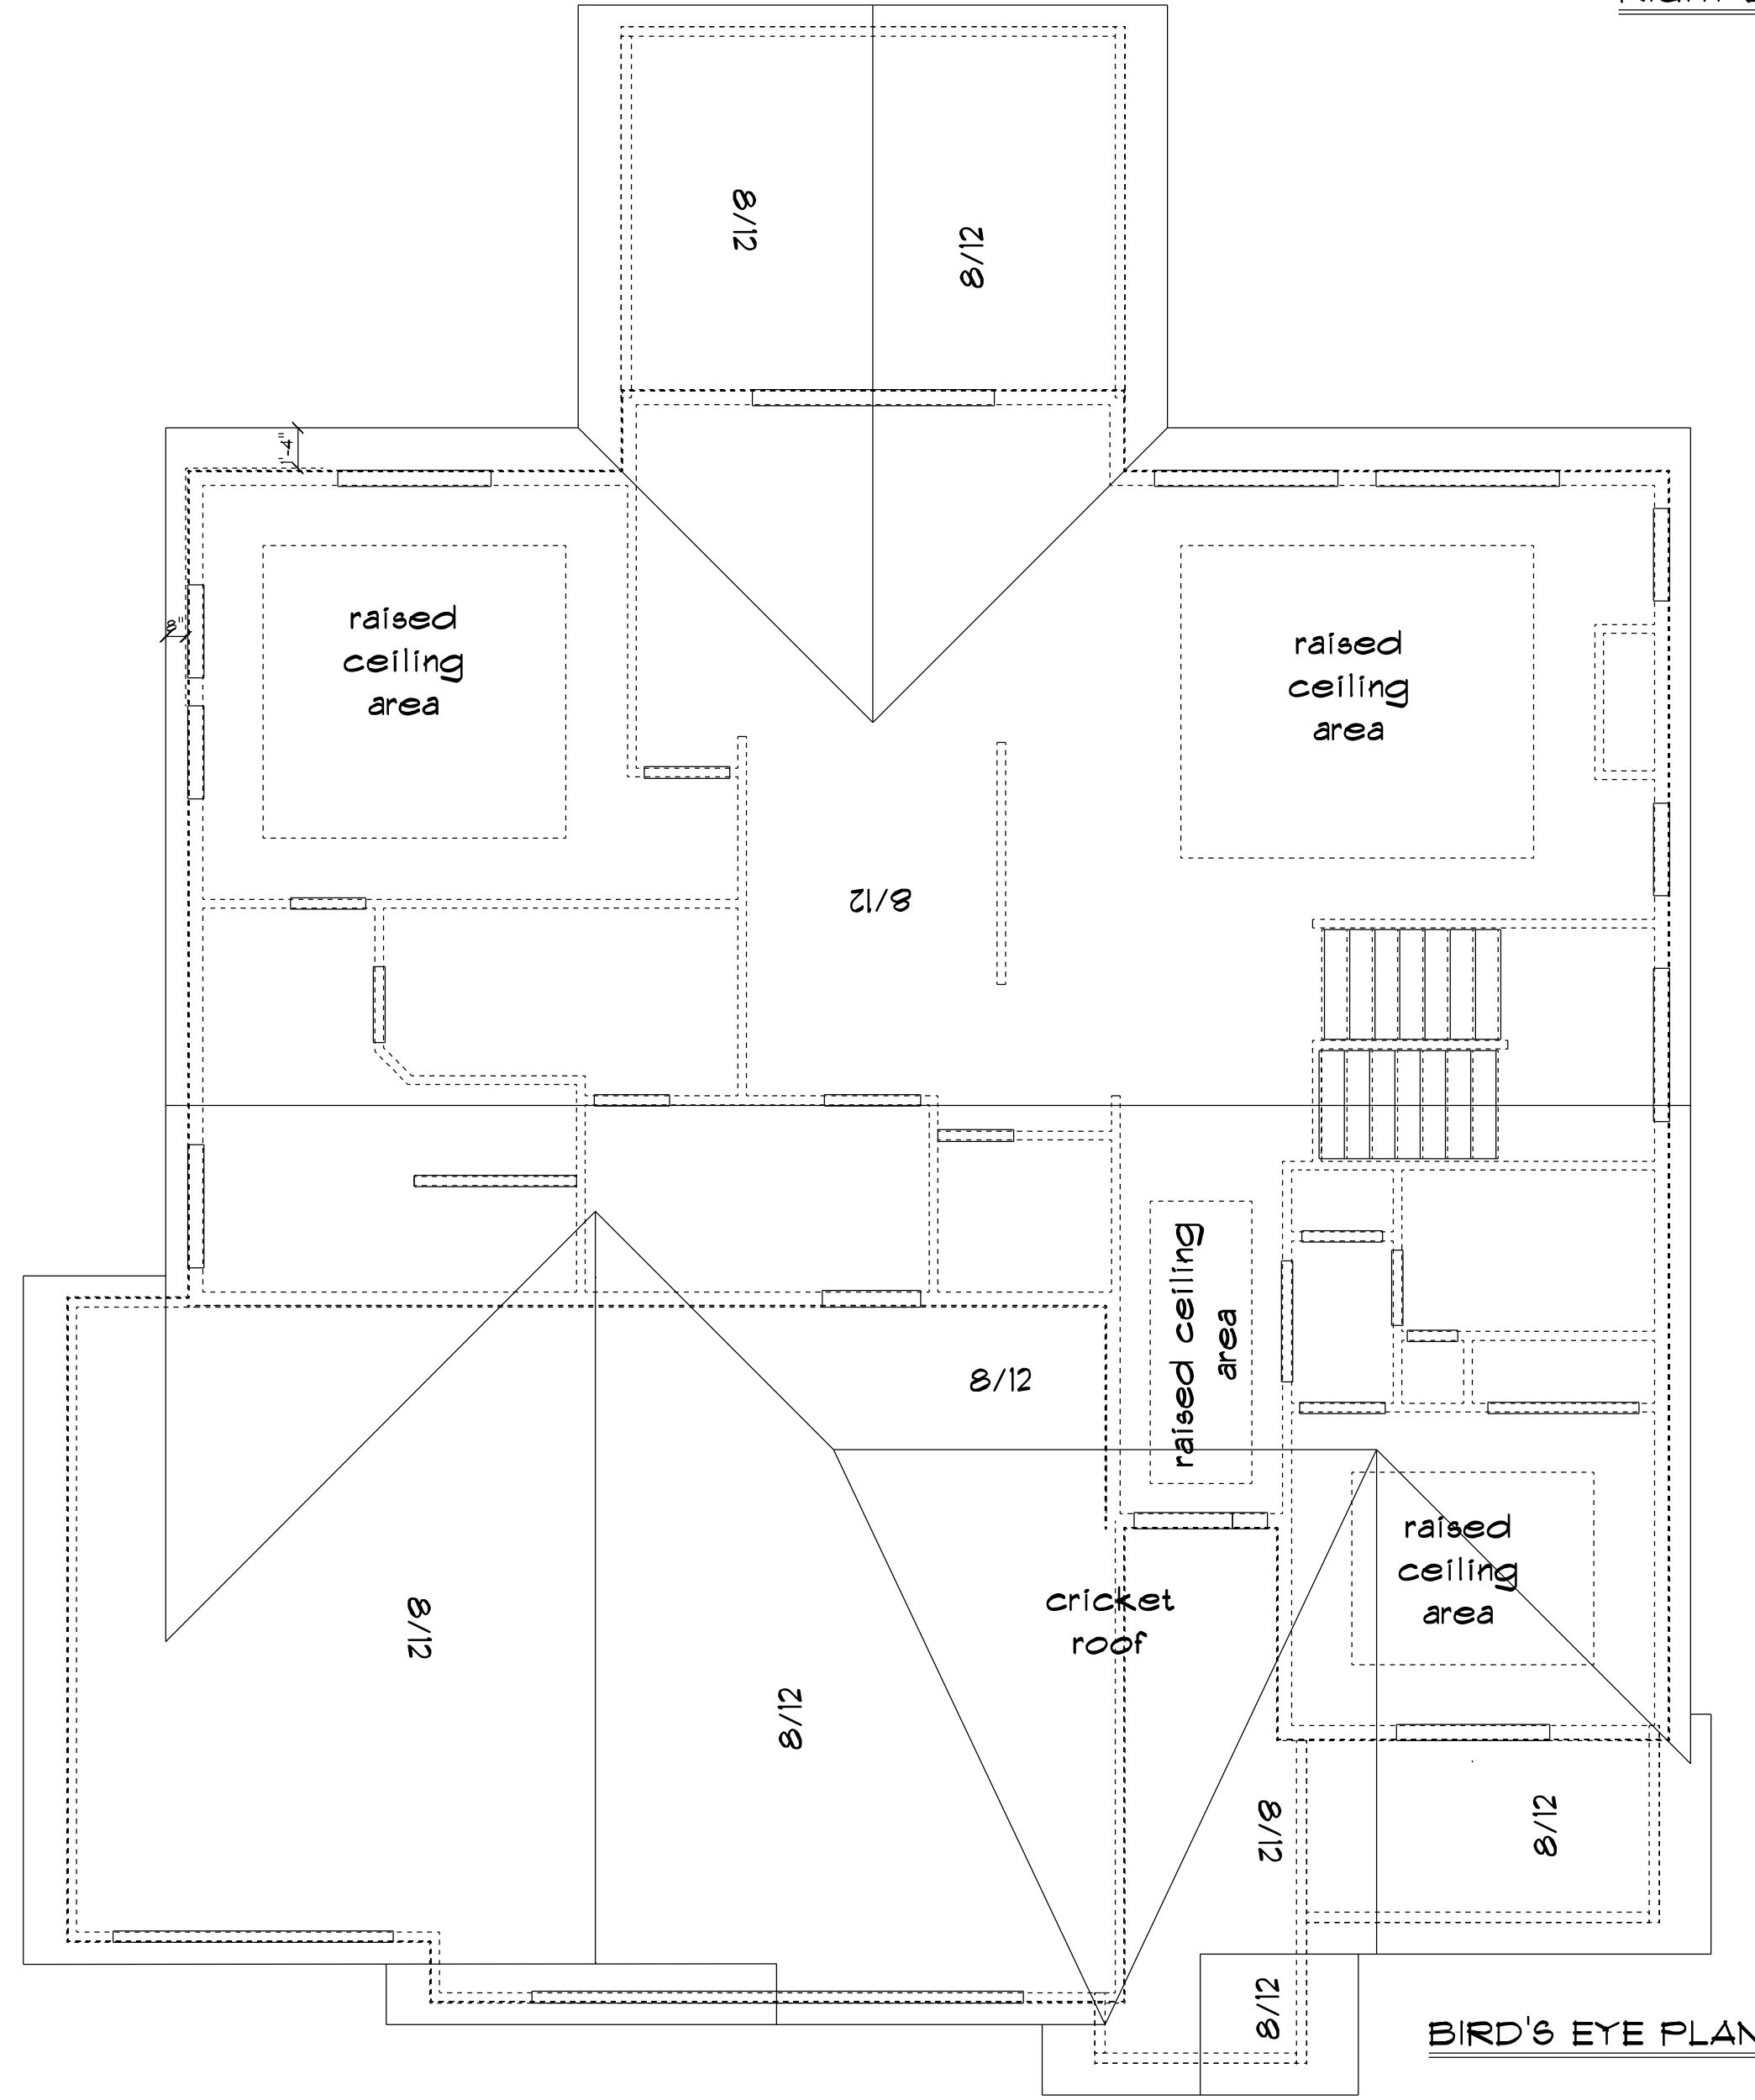 8/12
8/12
1'-4"
8"
raised
ceiling
area
raised
ceiling
area
8/12
raised ceiling
area
8/12
raised
ceiling
area
cricket
roof
8/12
8/12
8/12
8/12
8/12
BIRD'S EYE PLAN